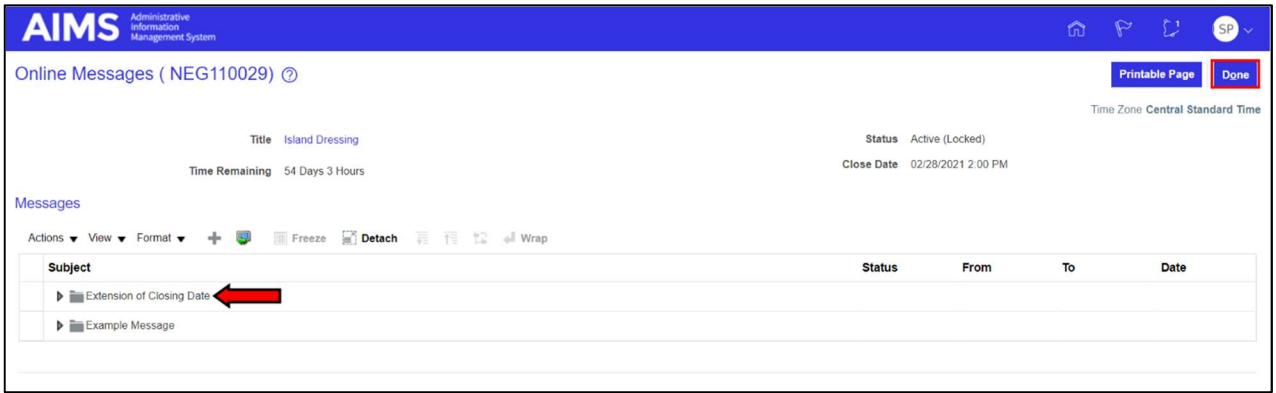 AIMS Administrative
Information
Management System
1
SP
Online Messages ( NEG110029) ?
Printable Page
Done
Time Zone Central Standard Time
Title Island Dressing
Status Active (Locked)
Time Remaining 54 Days 3 Hours
Close Date 02/28/2021 2:00 PM
Messages
Actions View Format Freeze Detach Wrap
Subject Status From To Date
Extension of Closing Date
Example Message